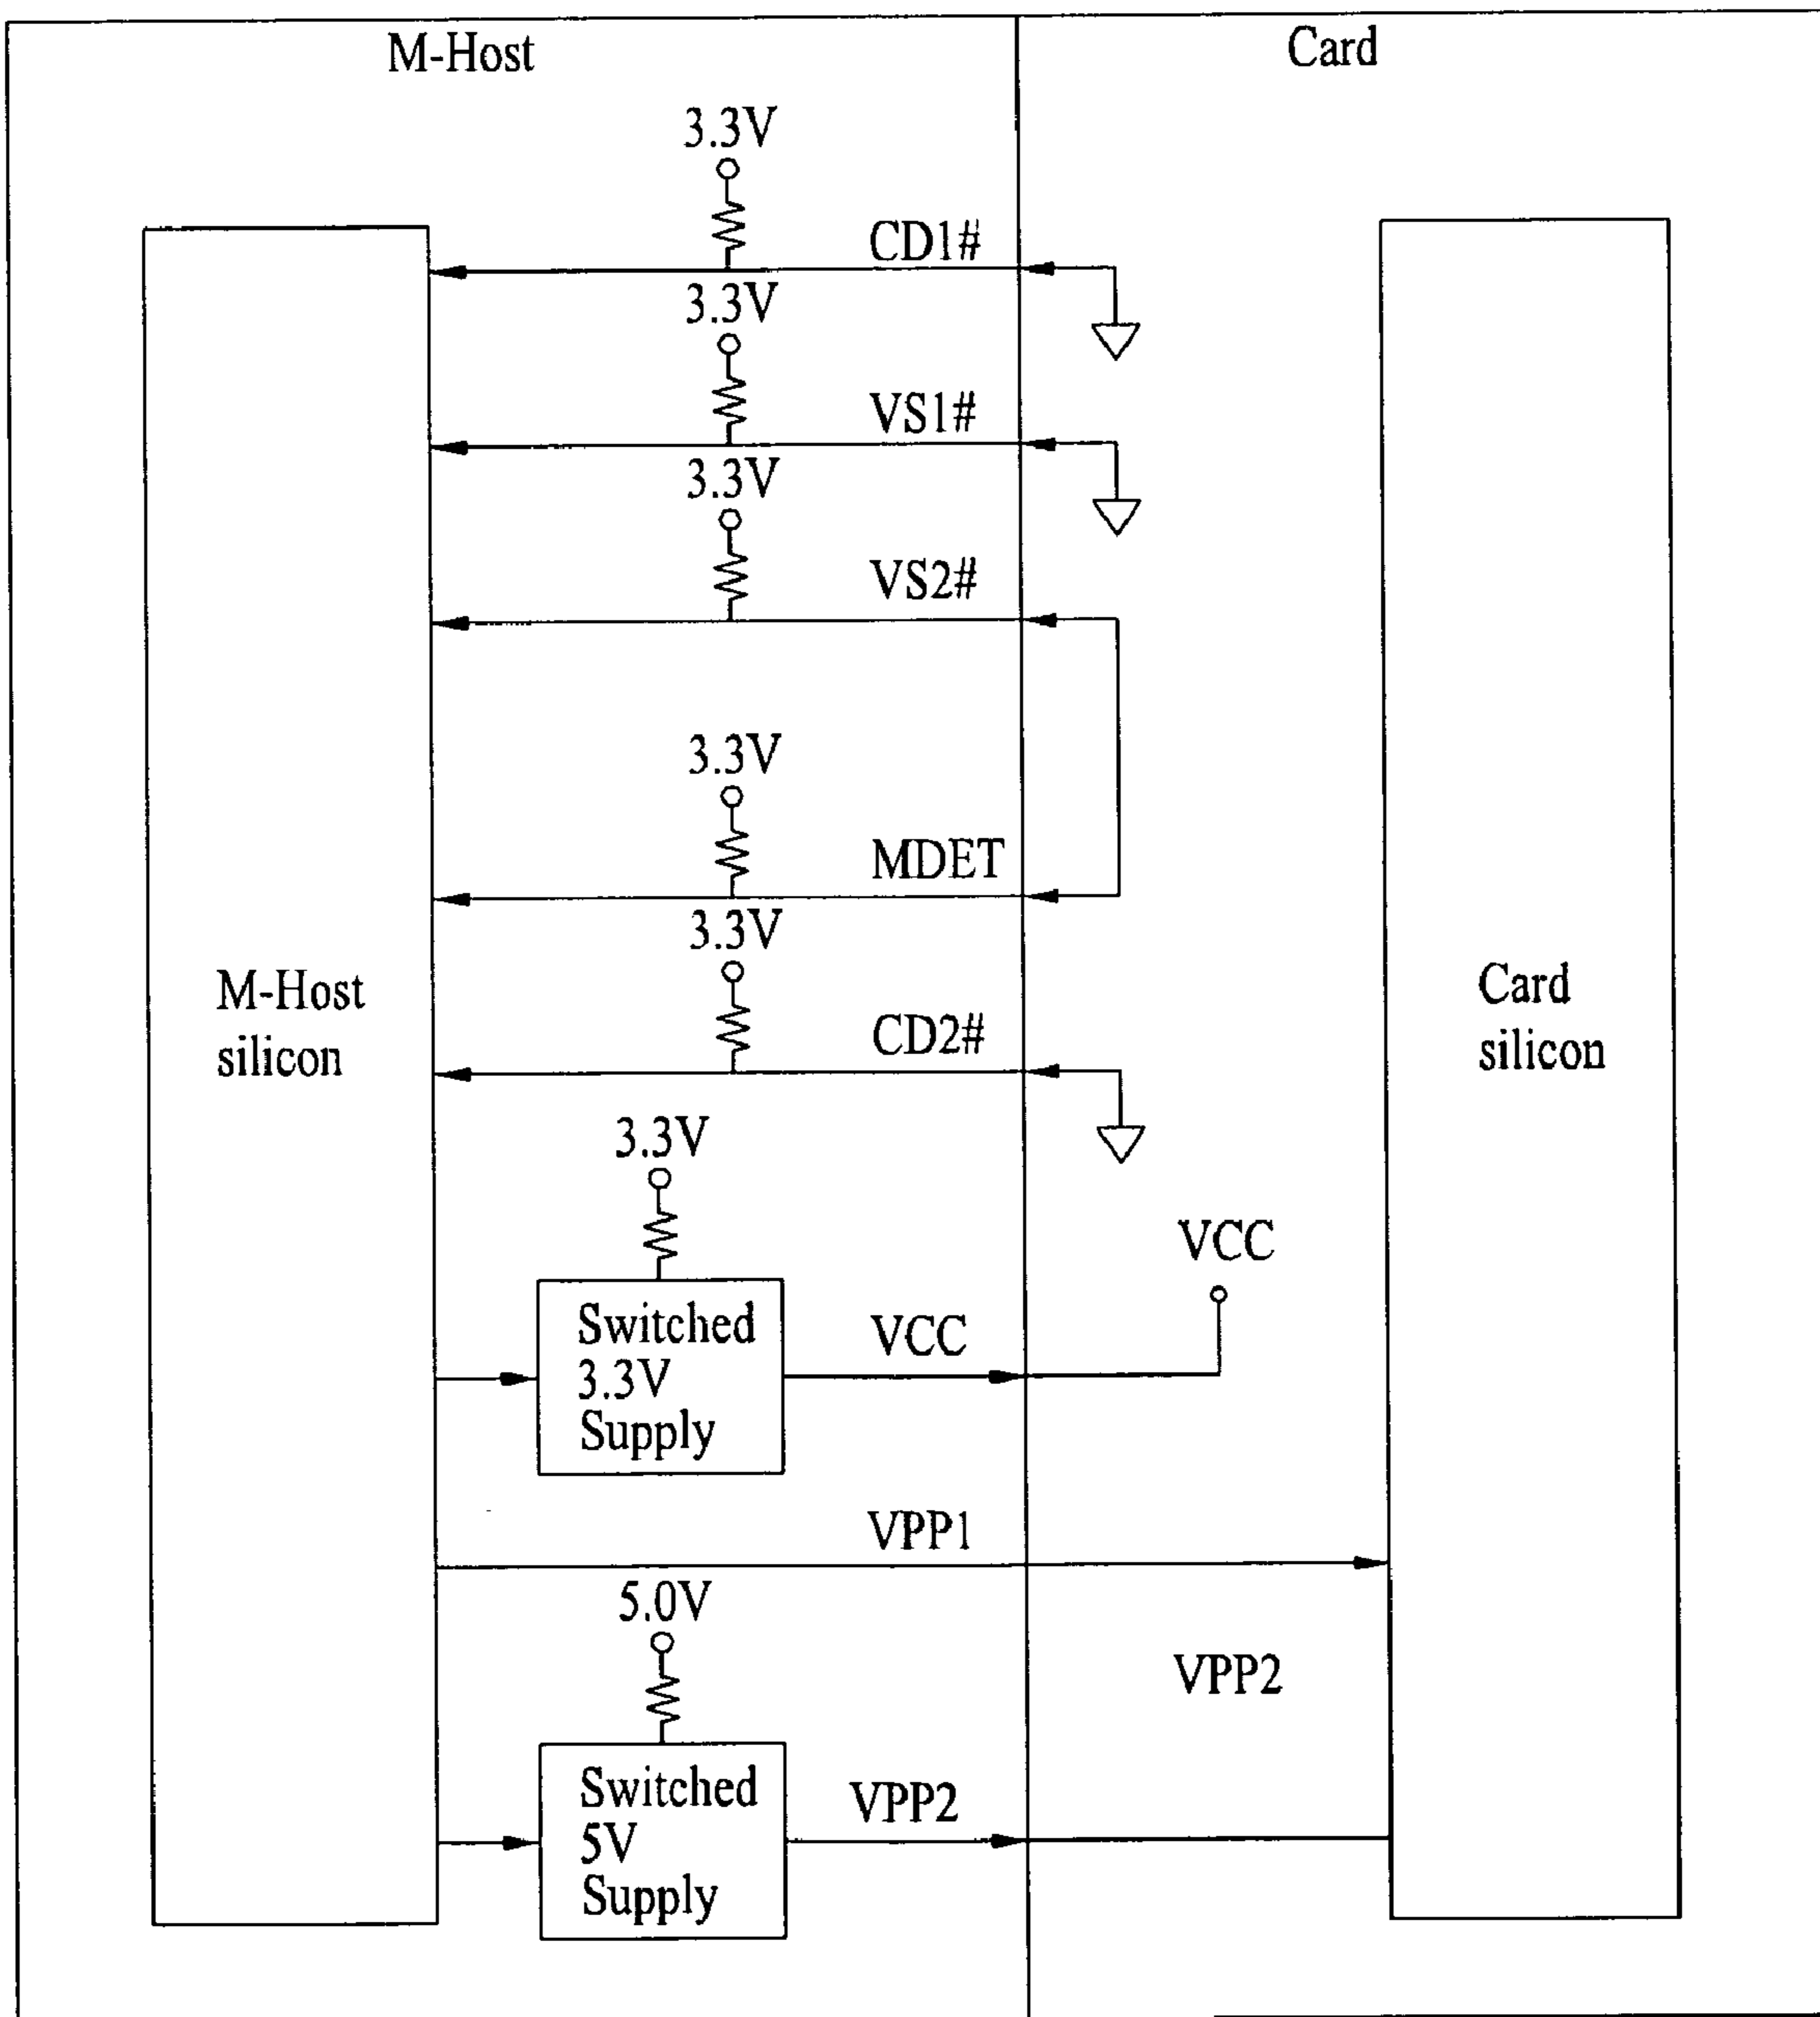 M-Host
Card
3.3V
CD1#
3.3V
VS1#
3.3V
VS2#
3.3V
MDET
3.3V
M-Host
silicon
Card
silicon
CD2#
3.3V
VCC
Switched
3.3V
Supply
VCC
VPP1
5.0V
VPP2
Switched
5V
Supply
VPP2